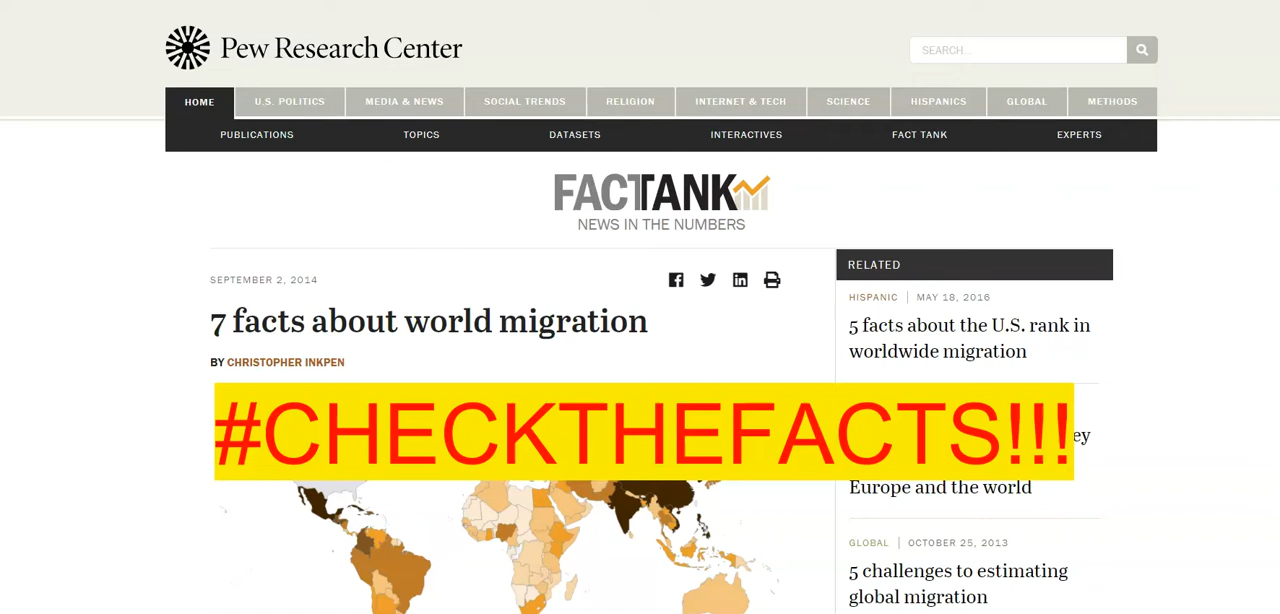 Pew Research Center
SEARCH...
HOME
U.S. POLITICS
MEDIA & NEWS
SOCIAL TRENDS
RELIGION
INTERNET & TECH
SCIENCE
HISPANICS
GLOBAL
METHODS
PUBLICATIONS
TOPICS
DATASETS
INTERACTIVES
FACT TANK
EXPERTS
FACTTANK
NEWS IN THE NUMBERS
SEPTEMBER 2, 2014
7 facts about world migration
BY CHRISTOPHER INKPEN
#CHECKTHEFACTS!!!
RELATED
HISPANIC | MAY 18, 2016
5 facts about the U.S. rank in
worldwide migration
Europe and the world
GLOBAL | OCTOBER 25, 2013
5 challenges to estimating
global migration